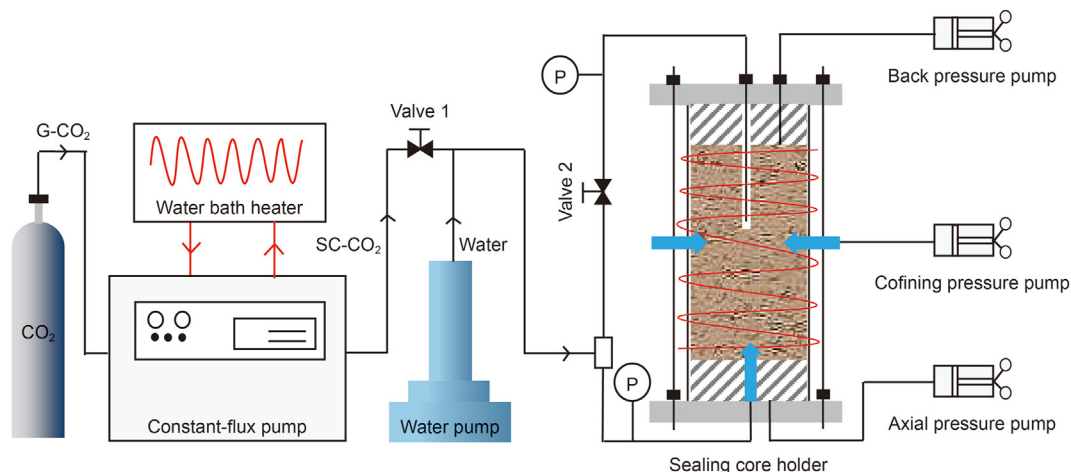 G-CO₂
CO₂
Water bath heater
SC-CO₂
Constant-flux pump
Valve 1
Water
Water pump
P
Valve 2
P
Back pressure pump
Cofining pressure pump
Axial pressure pump
Sealing core holder